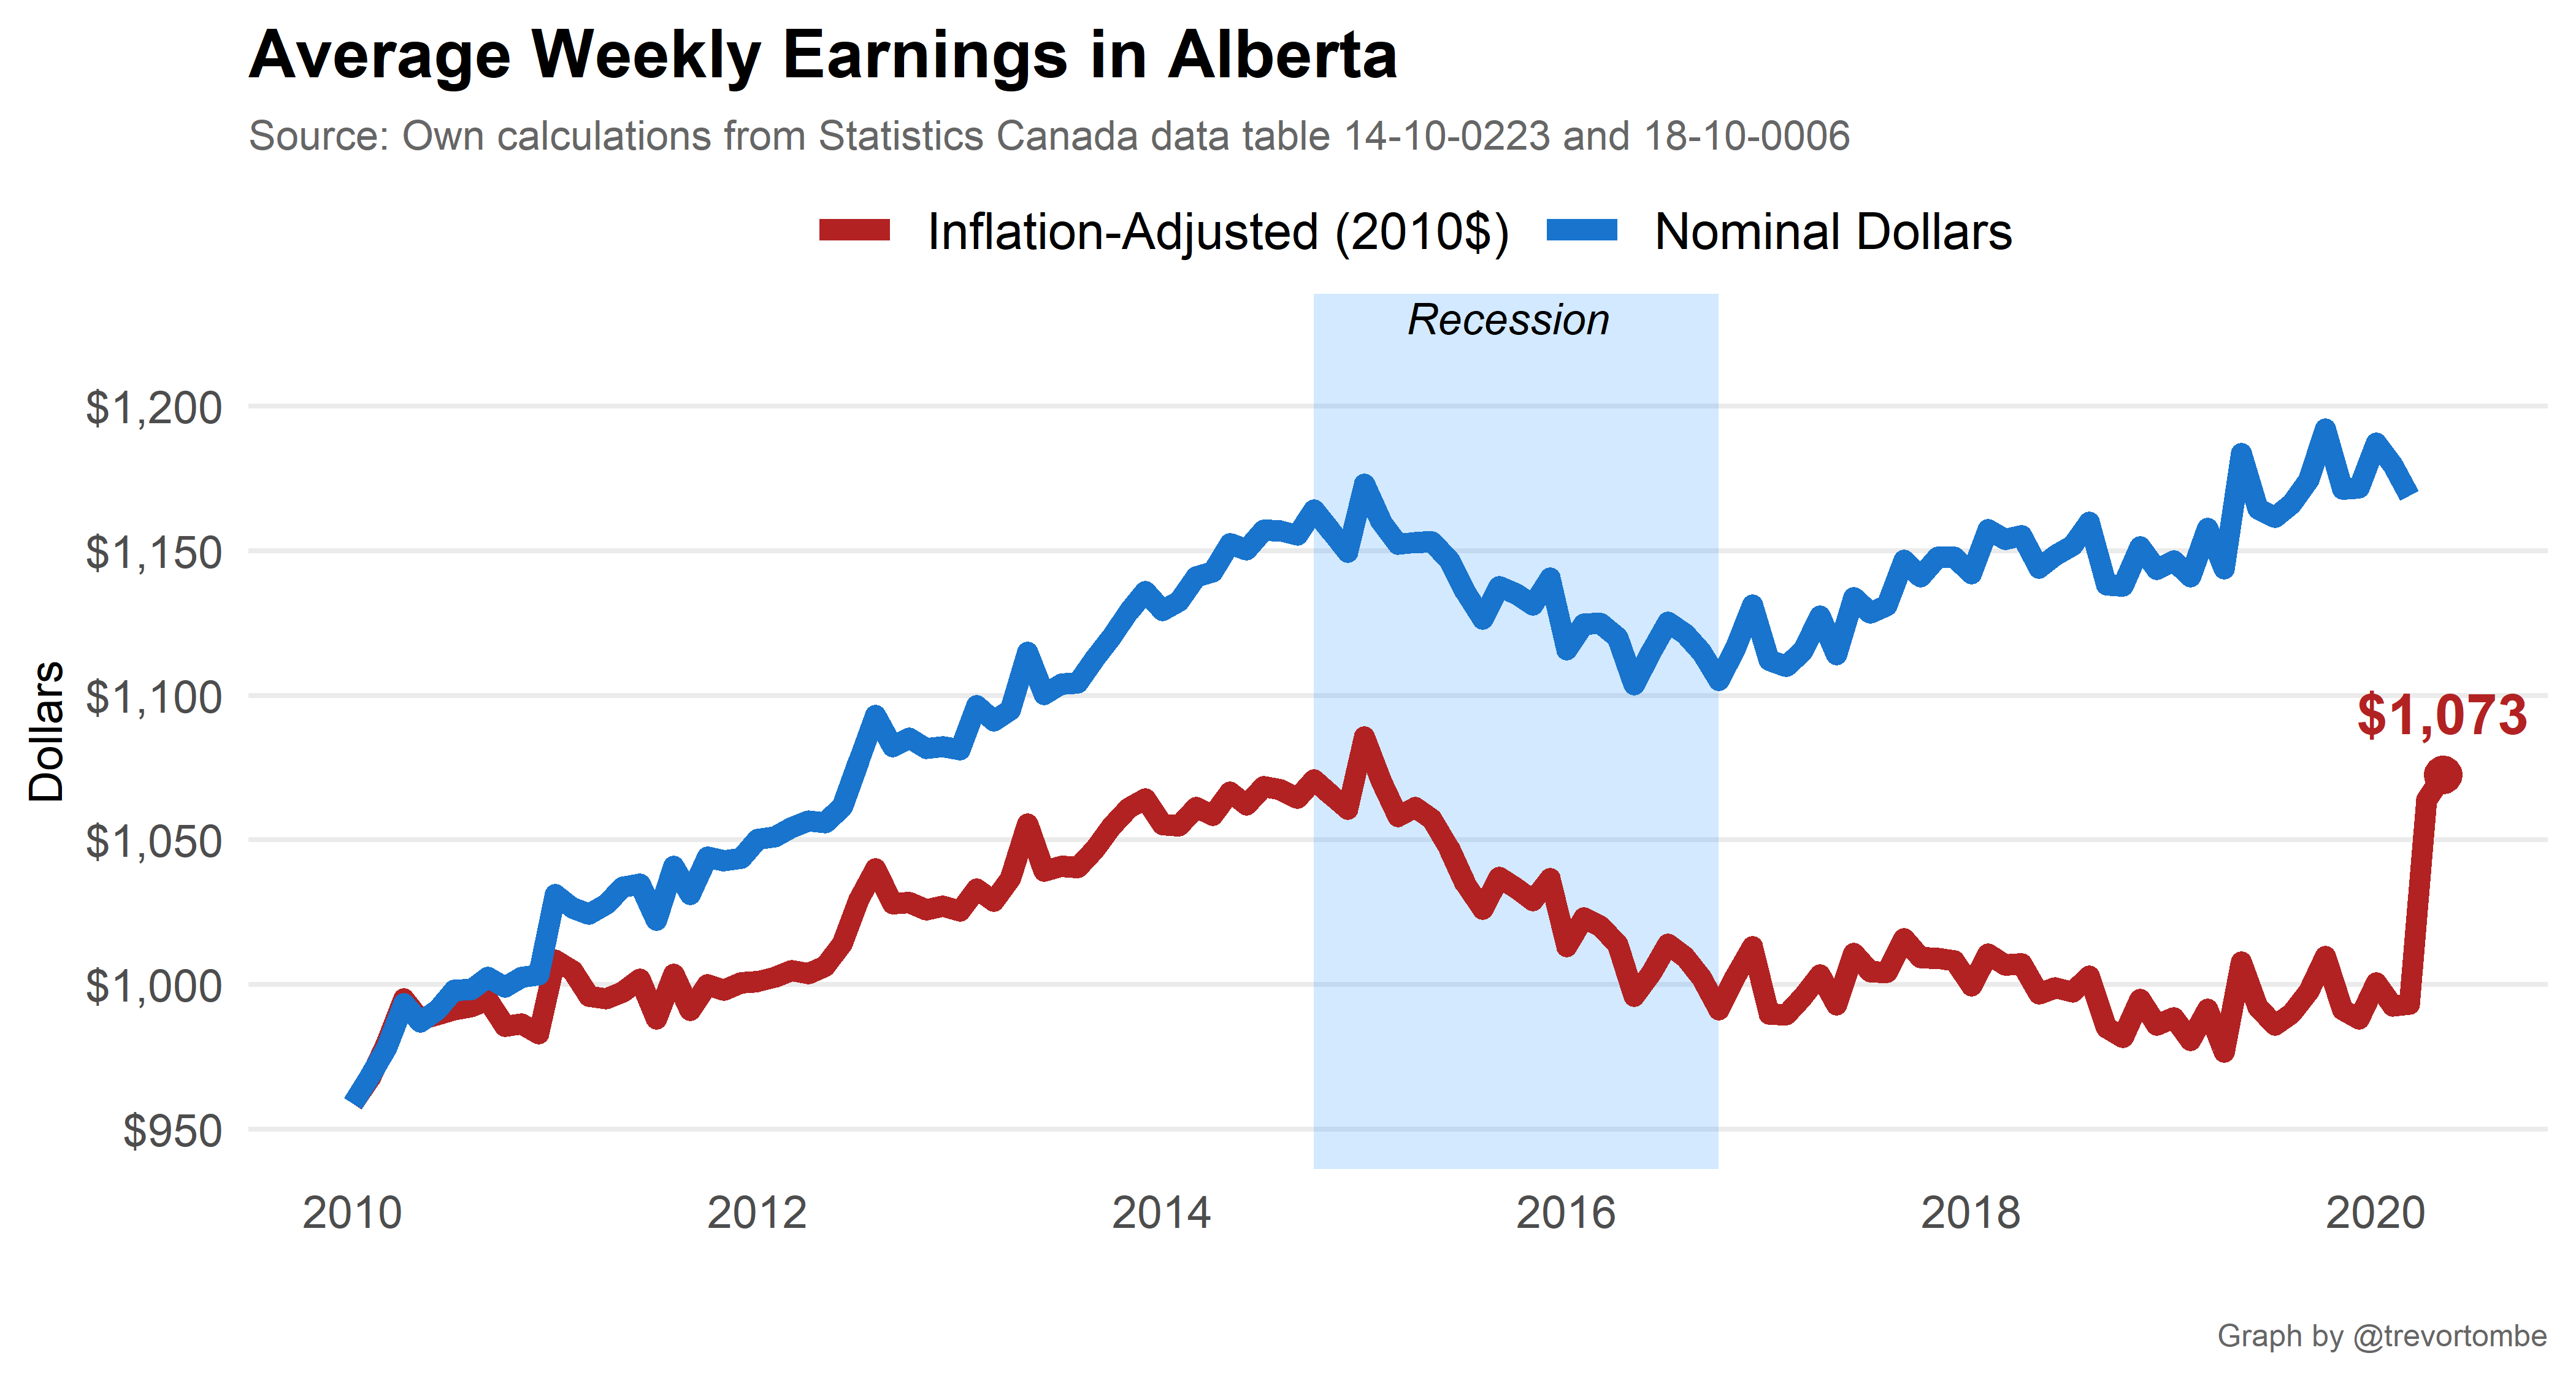 Average Weekly Earnings in Alberta
Source: Own calculations from Statistics Canada data table 14-10-0223 and 18-10-0006
Inflation-Adjusted (2010$) Nominal Dollars
Recession
$1,200
$1,150
$1,100
$1,073
Dollars
$1,050
$1,000
$950
2010 2012 2014 2016 2018 2020
Graph by @trevortombe